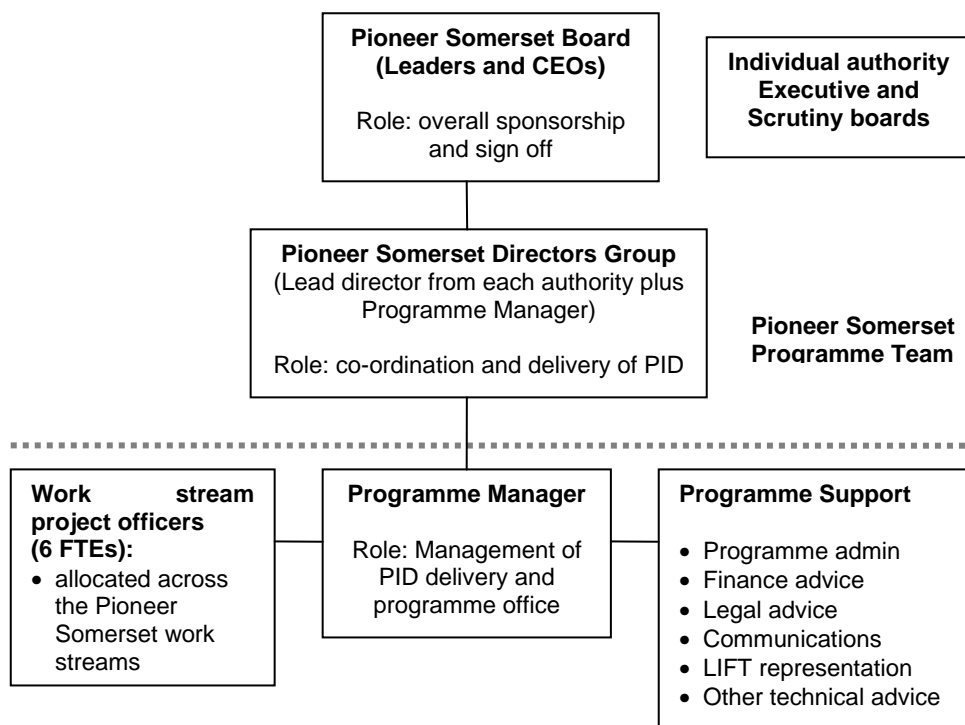 Pioneer Somerset Board
(Leaders and CEOs)
Role: overall sponsorship
and sign off
Individual authority
Executive and
Scrutiny boards
Pioneer Somerset Directors Group
(Lead director from each authority plus
Programme Manager)
Role: co-ordination and delivery of PID
Pioneer Somerset
Programme Team
Work stream
project officers
(6 FTEs):
• allocated across
the Pioneer
Somerset work
streams
Programme Manager
Role: Management of
PID delivery and
programme office
Programme Support
• Programme admin
• Finance advice
• Legal advice
• Communications
• LIFT representation
• Other technical advice